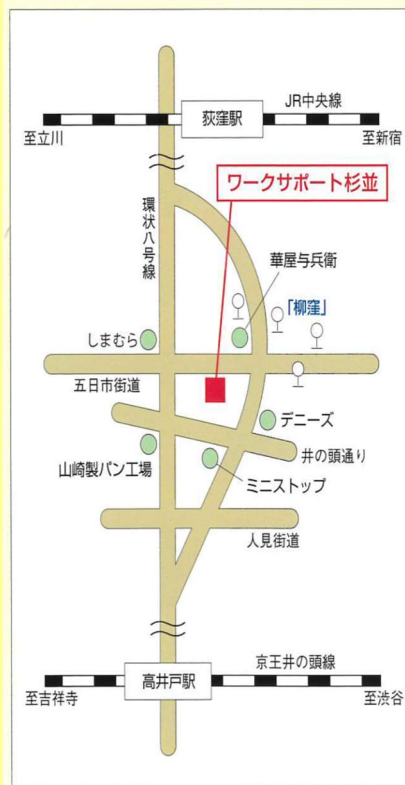 JR中央線
荻窪駅
至立川
至新宿
ワークサポート杉並
環状八号線
華屋与兵衛
「柳窪」
しまむら
五日市街道
デニーズ
井の頭通り
山崎製パン工場
ミニストップ
人見街道
京王井の頭線
高井戸駅
至吉祥寺
至渋谷